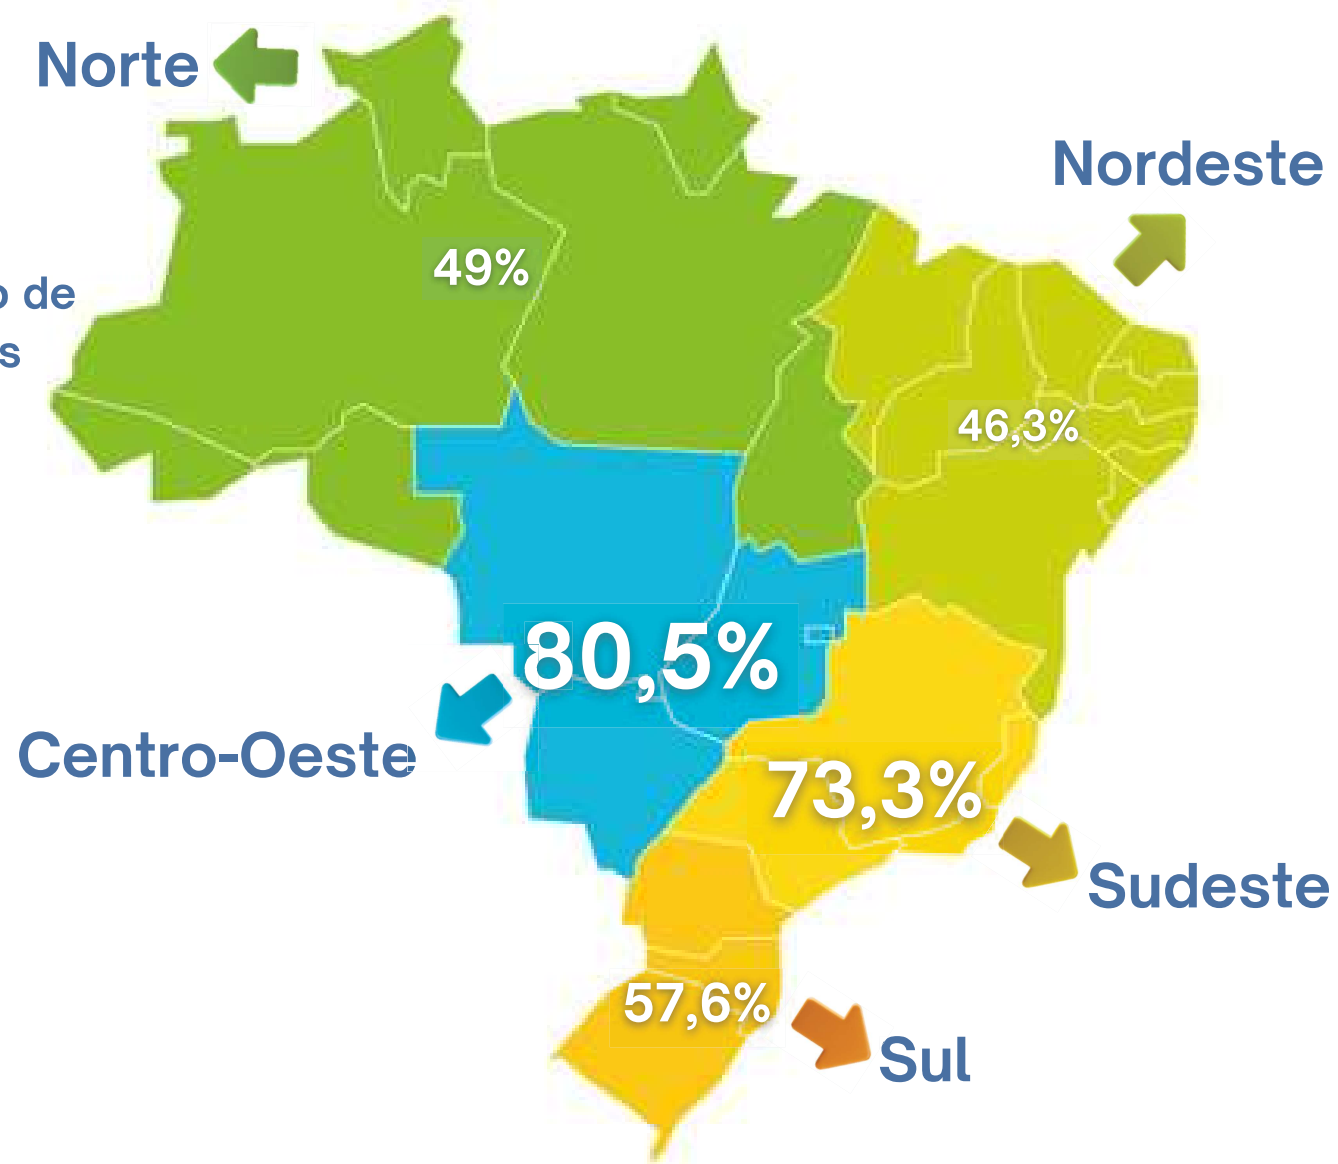 Norte
Nordeste
49%
de
s
46,3%
80,5%
Centro-Oeste
73,3%
Sudeste
57,6%
Sul